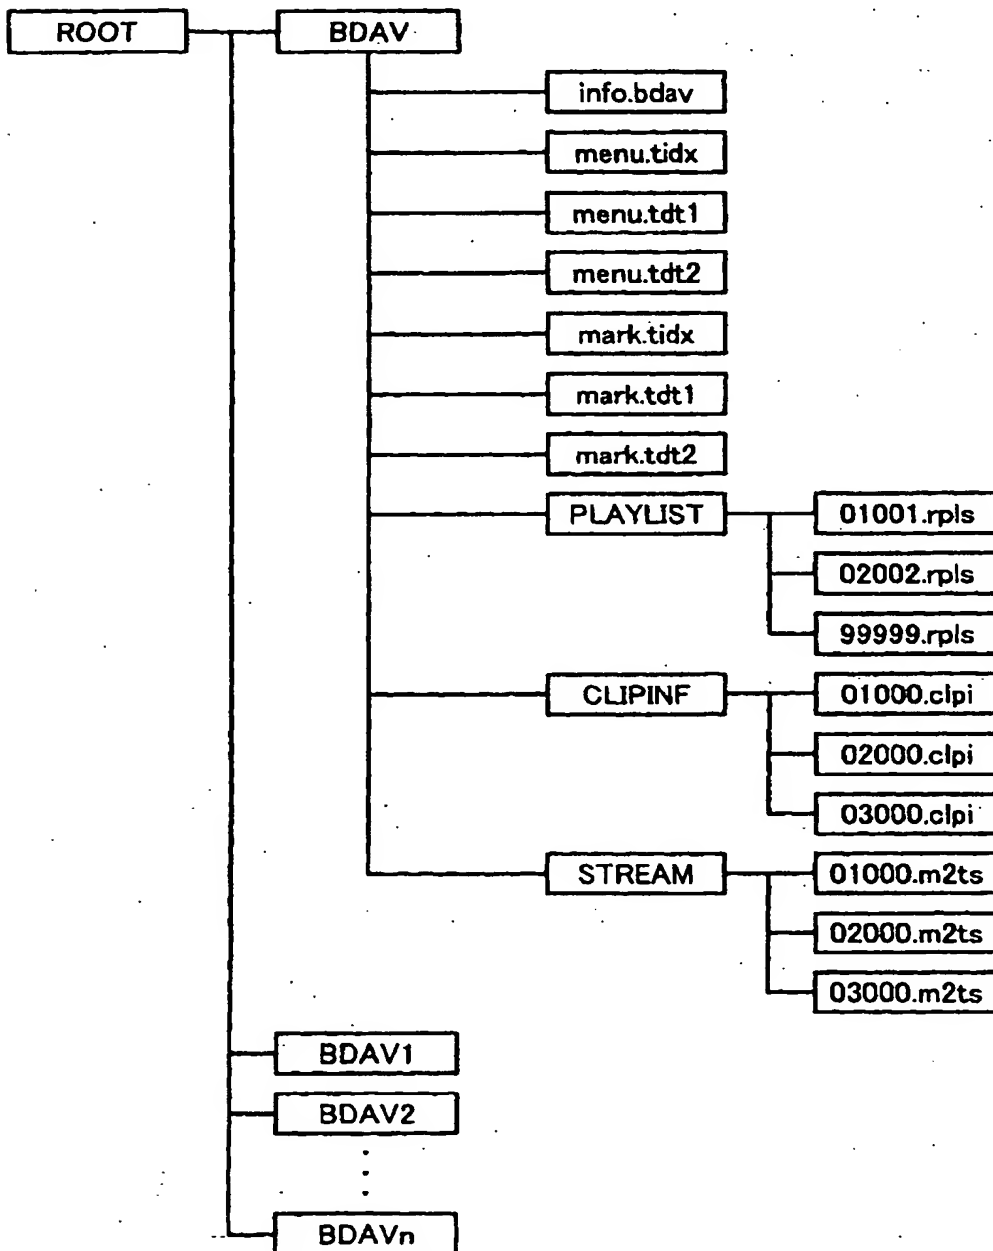 ROOT
BDAV
info.bdav
menu.tidx
menu.tdt1
menu.tdt2
mark.tidx
mark.tdt1
mark.tdt2
PLAYLIST
01001.rpls
02002.rpls
99999.rpls
CLIPINF
01000.clpi
02000.clpi
03000.clpi
STREAM
01000.m2ts
02000.m2ts
03000.m2ts
BDAV1
BDAV2
BDAVn